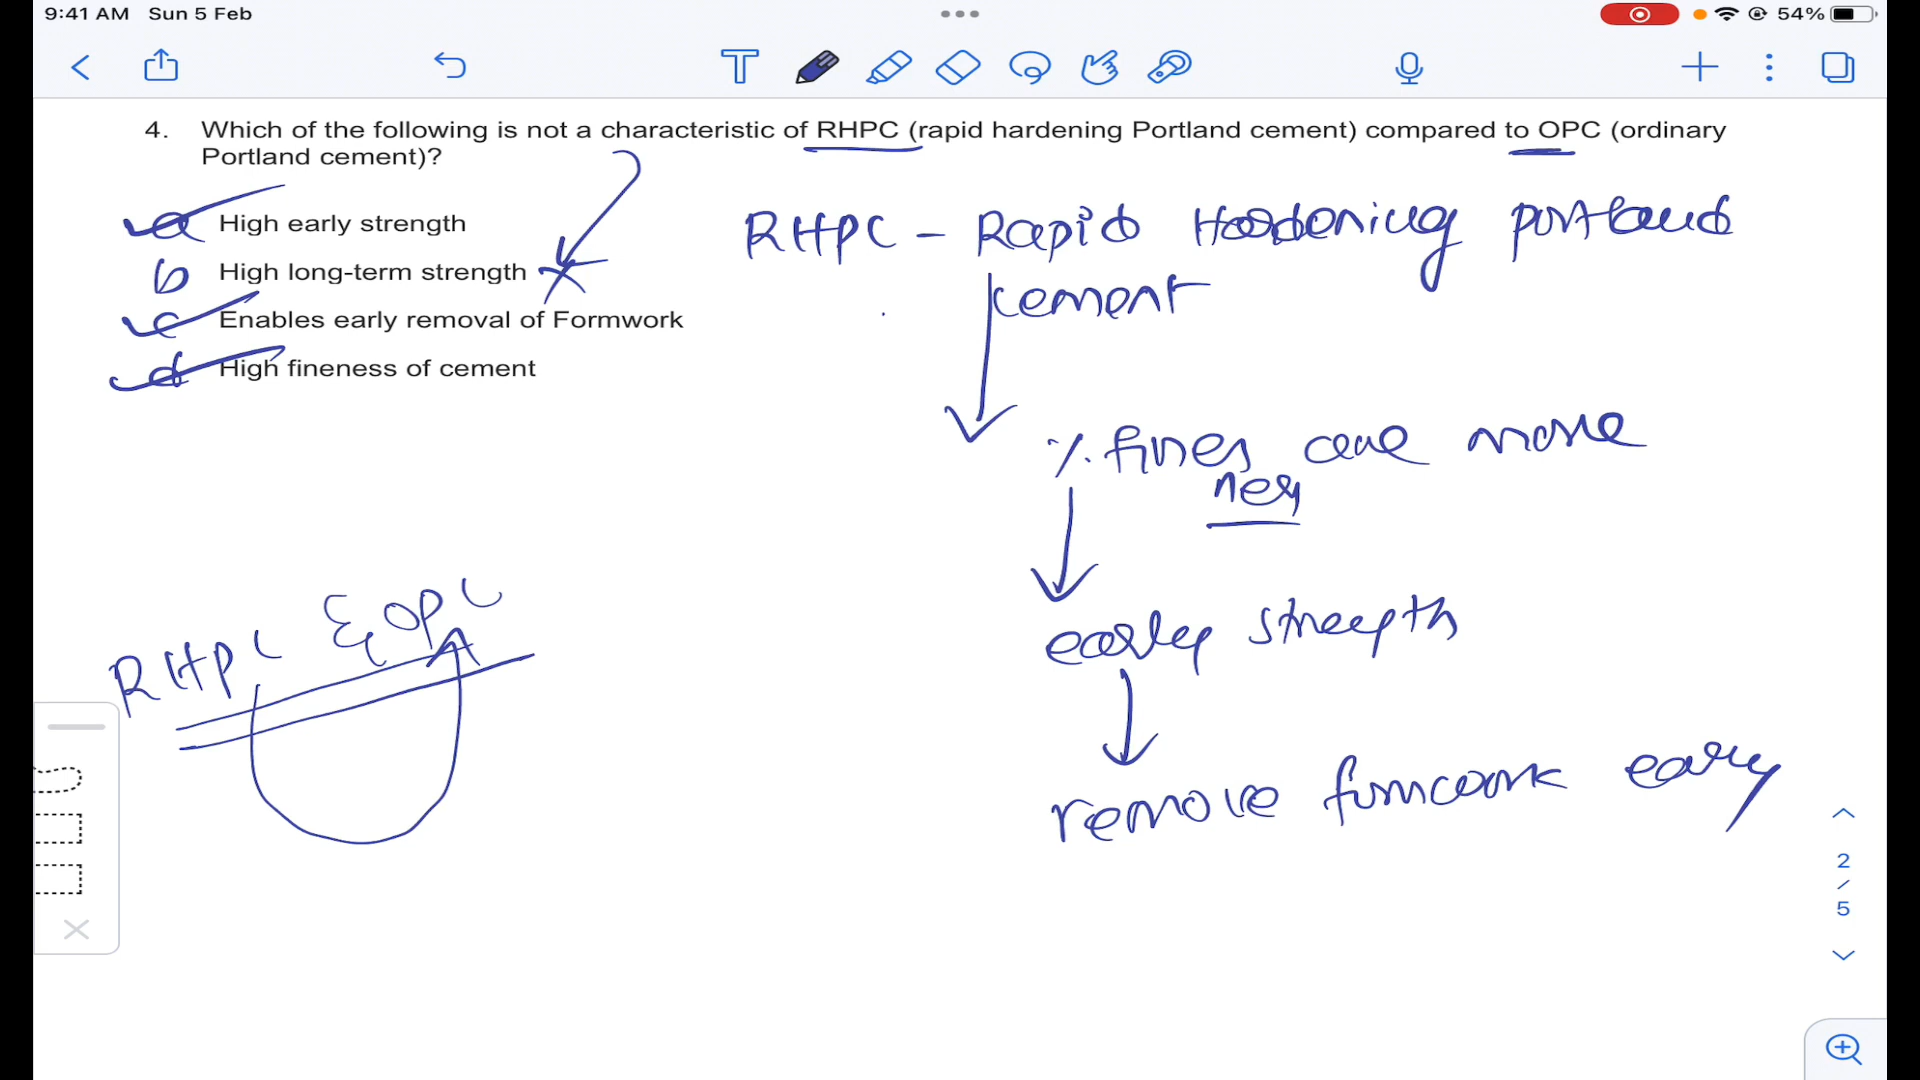 9:41 AM Sun 5 Feb
54%
4. Which of the following is not a characteristic of RHPC (rapid hardening Portland cement) compared to OPC (ordinary
Portland cement)?
a High early strength
b High long-term strength
c Enables early removal of Formwork
d High fineness of cement
RHPC - Rapid Hardening portland
cement
% fines are more
ness
early strength
remove formwork early
RHPC & OPC
2
/
5